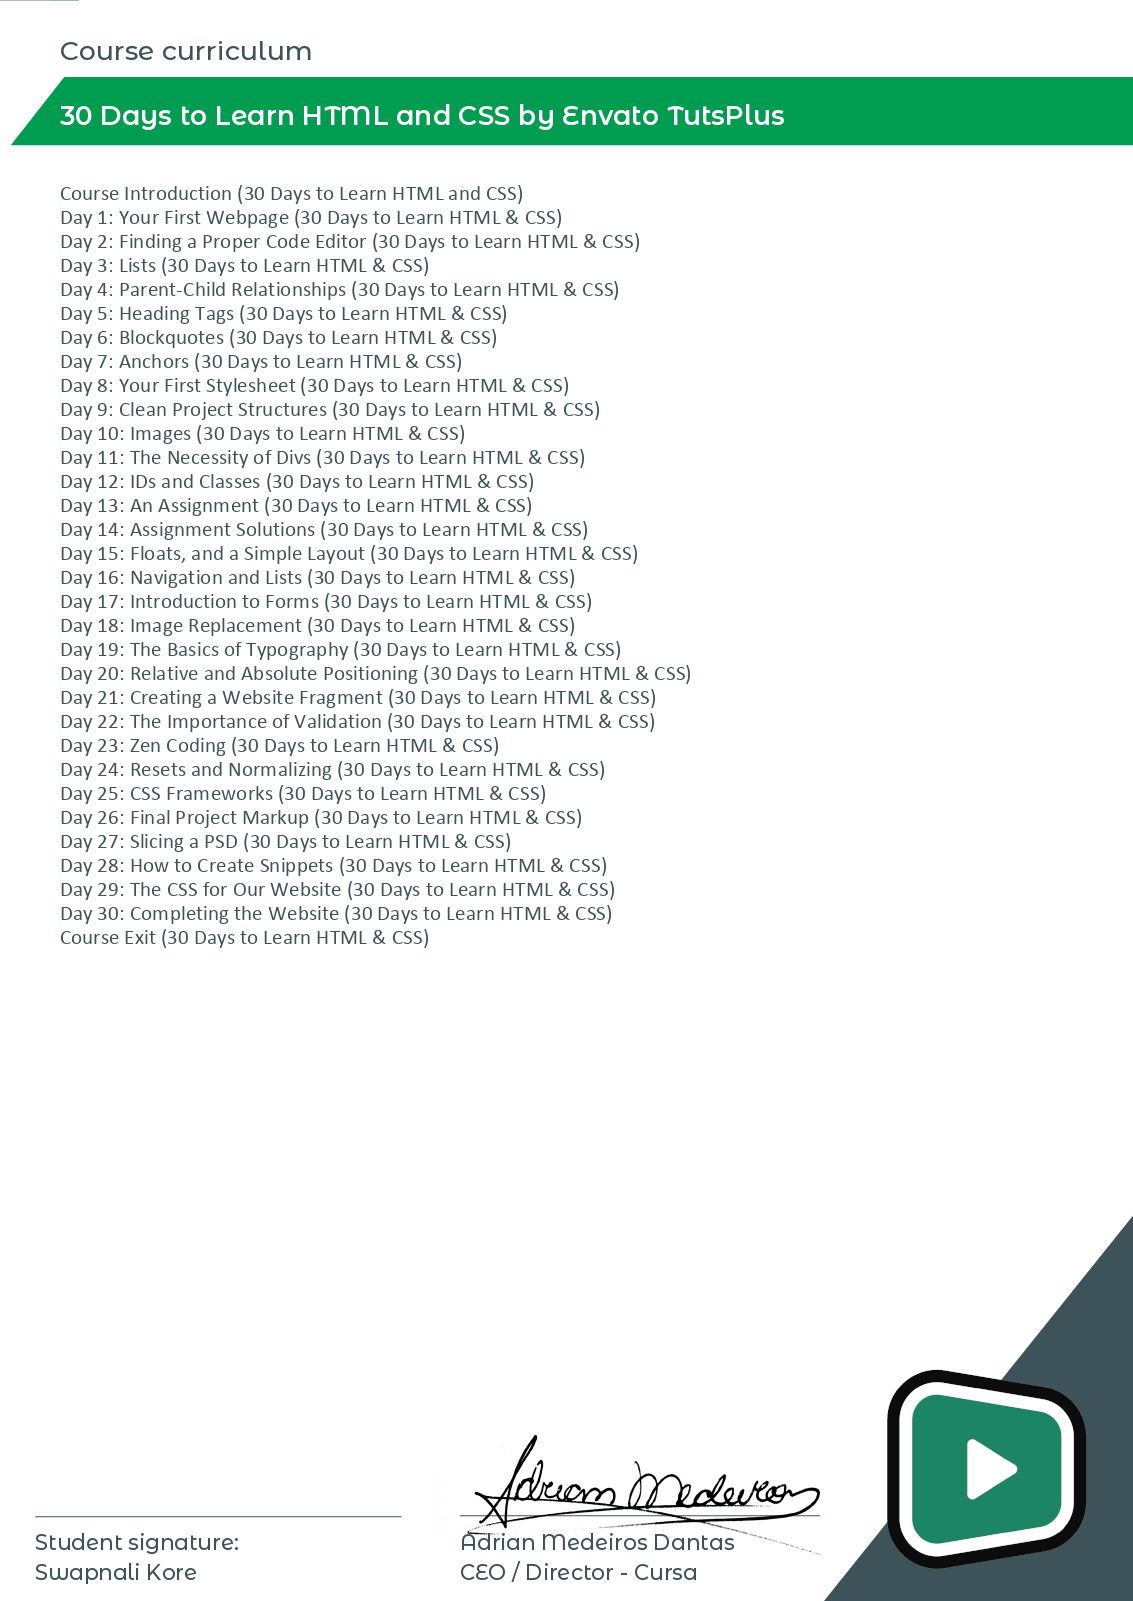 Course curriculum
30 Days to Learn HTML and CSS by Envato TutsPlus
Course Introduction (30 Days to Learn HTML and CSS)
Day 1: Your First Webpage (30 Days to Learn HTML & CSS)
Day 2: Finding a Proper Code Editor (30 Days to Learn HTML & CSS)
Day 3: Lists (30 Days to Learn HTML & CSS)
Day 4: Parent-Child Relationships (30 Days to Learn HTML & CSS)
Day 5: Heading Tags (30 Days to Learn HTML & CSS)
Day 6: Blockquotes (30 Days to Learn HTML & CSS)
Day 7: Anchors (30 Days to Learn HTML & CSS)
Day 8: Your First Stylesheet (30 Days to Learn HTML & CSS)
Day 9: Clean Project Structures (30 Days to Learn HTML & CSS)
Day 10: Images (30 Days to Learn HTML & CSS)
Day 11: The Necessity of Divs (30 Days to Learn HTML & CSS)
Day 12: IDs and Classes (30 Days to Learn HTML & CSS)
Day 13: An Assignment (30 Days to Learn HTML & CSS)
Day 14: Assignment Solutions (30 Days to Learn HTML & CSS)
Day 15: Floats, and a Simple Layout (30 Days to Learn HTML & CSS)
Day 16: Navigation and Lists (30 Days to Learn HTML & CSS)
Day 17: Introduction to Forms (30 Days to Learn HTML & CSS)
Day 18: Image Replacement (30 Days to Learn HTML & CSS)
Day 19: The Basics of Typography (30 Days to Learn HTML & CSS)
Day 20: Relative and Absolute Positioning (30 Days to Learn HTML & CSS)
Day 21: Creating a Website Fragment (30 Days to Learn HTML & CSS)
Day 22: The Importance of Validation (30 Days to Learn HTML & CSS)
Day 23: Zen Coding (30 Days to Learn HTML & CSS)
Day 24: Resets and Normalizing (30 Days to Learn HTML & CSS)
Day 25: CSS Frameworks (30 Days to Learn HTML & CSS)
Day 26: Final Project Markup (30 Days to Learn HTML & CSS)
Day 27: Slicing a PSD (30 Days to Learn HTML & CSS)
Day 28: How to Create Snippets (30 Days to Learn HTML & CSS)
Day 29: The CSS for Our Website (30 Days to Learn HTML & CSS)
Day 30: Completing the Website (30 Days to Learn HTML & CSS)
Course Exit (30 Days to Learn HTML & CSS)
Student signature:
Swapnali Kore
Adrian Medeiros
Adrian Medeiros Dantas
CEO / Director - Cursa